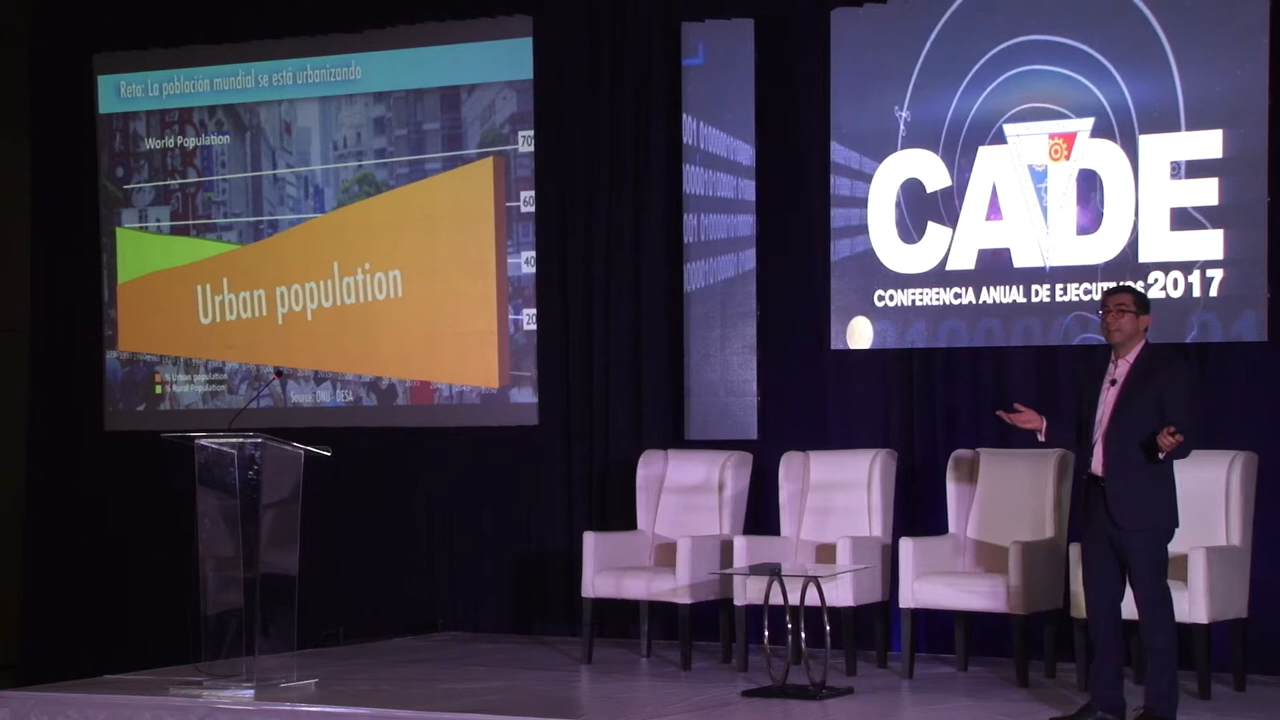 Reto: La población mundial se está urbanizando
World Population
70
60
40
20
Urban population
% Urban population
% Rural Population
Source: ONU - DESA
CADE
CONFERENCIA ANUAL DE EJECUTIVOS 2017